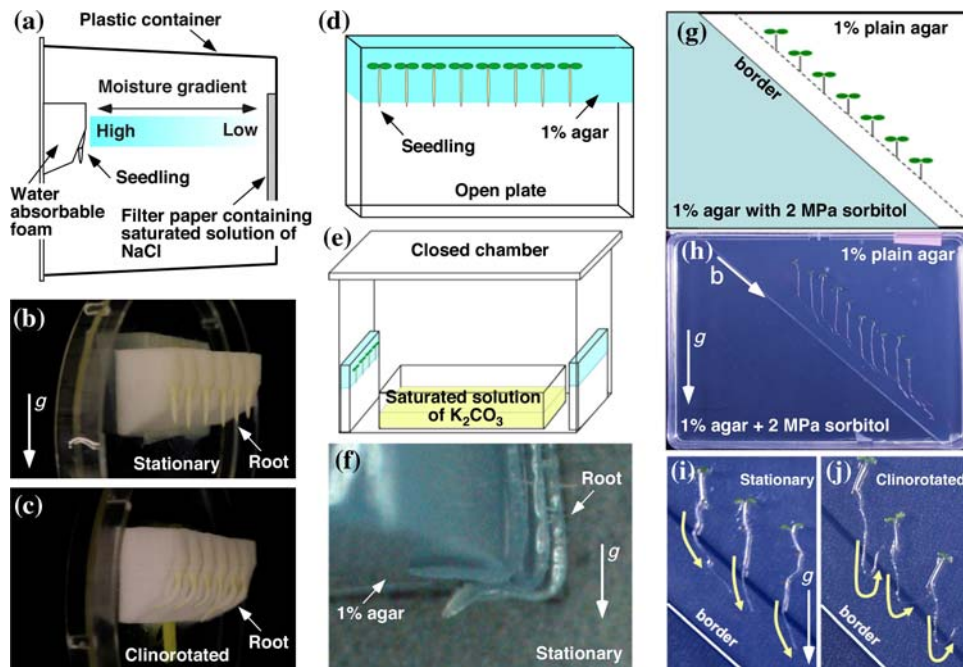 (a)
Plastic container
Moisture gradient
High
Low
Seedling
Water
absorbable
foam
Filter paper containing
saturated solution of
NaCl
(b)
g
Stationary
Root
(c)
Clinorotated
Root
(d)
Seedling
1% agar
Open plate
(e)
Closed chamber
Saturated solution
of K₂CO₃
(f)
Root
g
1% agar
Stationary
(g)
1% plain agar
border
1% agar with 2 MPa sorbitol
(h)
1% plain agar
b
g
1% agar + 2 MPa sorbitol
(i)
Stationary
g
border
(j)
Clinorotated
border